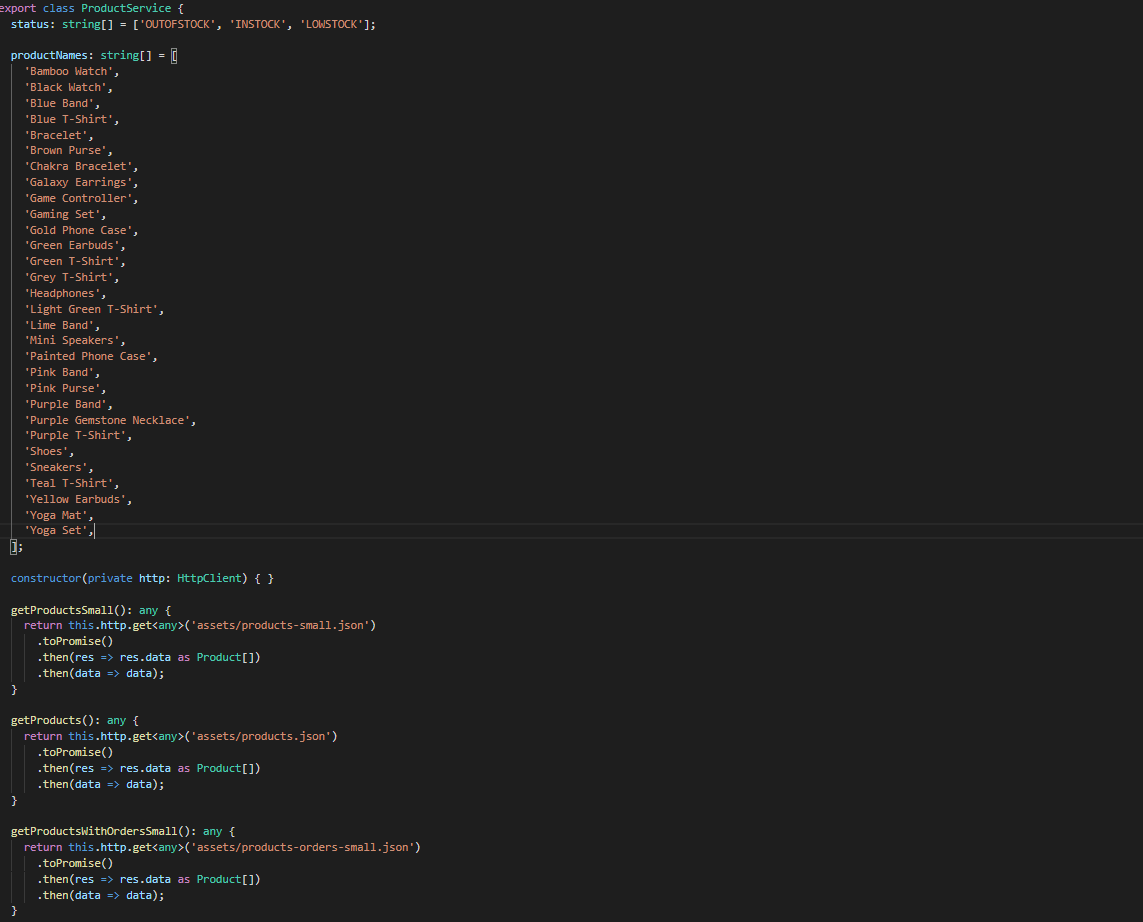 export class ProductService {
  status: string[] = ['OUTOFSTOCK', 'INSTOCK', 'LOWSTOCK'];

  productNames: string[] = [
    'Bamboo Watch',
    'Black Watch',
    'Blue Band',
    'Blue T-Shirt',
    'Bracelet',
    'Brown Purse',
    'Chakra Bracelet',
    'Galaxy Earrings',
    'Game Controller',
    'Gaming Set',
    'Gold Phone Case',
    'Green Earbuds',
    'Green T-Shirt',
    'Grey T-Shirt',
    'Headphones',
    'Light Green T-Shirt',
    'Lime Band',
    'Mini Speakers',
    'Painted Phone Case',
    'Pink Band',
    'Pink Purse',
    'Purple Band',
    'Purple Gemstone Necklace',
    'Purple T-Shirt',
    'Shoes',
    'Sneakers',
    'Teal T-Shirt',
    'Yellow Earbuds',
    'Yoga Mat',
    'Yoga Set',
  ];

  constructor(private http: HttpClient) { }

  getProductsSmall(): any {
    return this.http.get<any>('assets/products-small.json')
      .toPromise()
      .then(res => res.data as Product[])
      .then(data => data);
  }

  getProducts(): any {
    return this.http.get<any>('assets/products.json')
      .toPromise()
      .then(res => res.data as Product[])
      .then(data => data);
  }

  getProductsWithOrdersSmall(): any {
    return this.http.get<any>('assets/products-orders-small.json')
      .toPromise()
      .then(res => res.data as Product[])
      .then(data => data);
  }